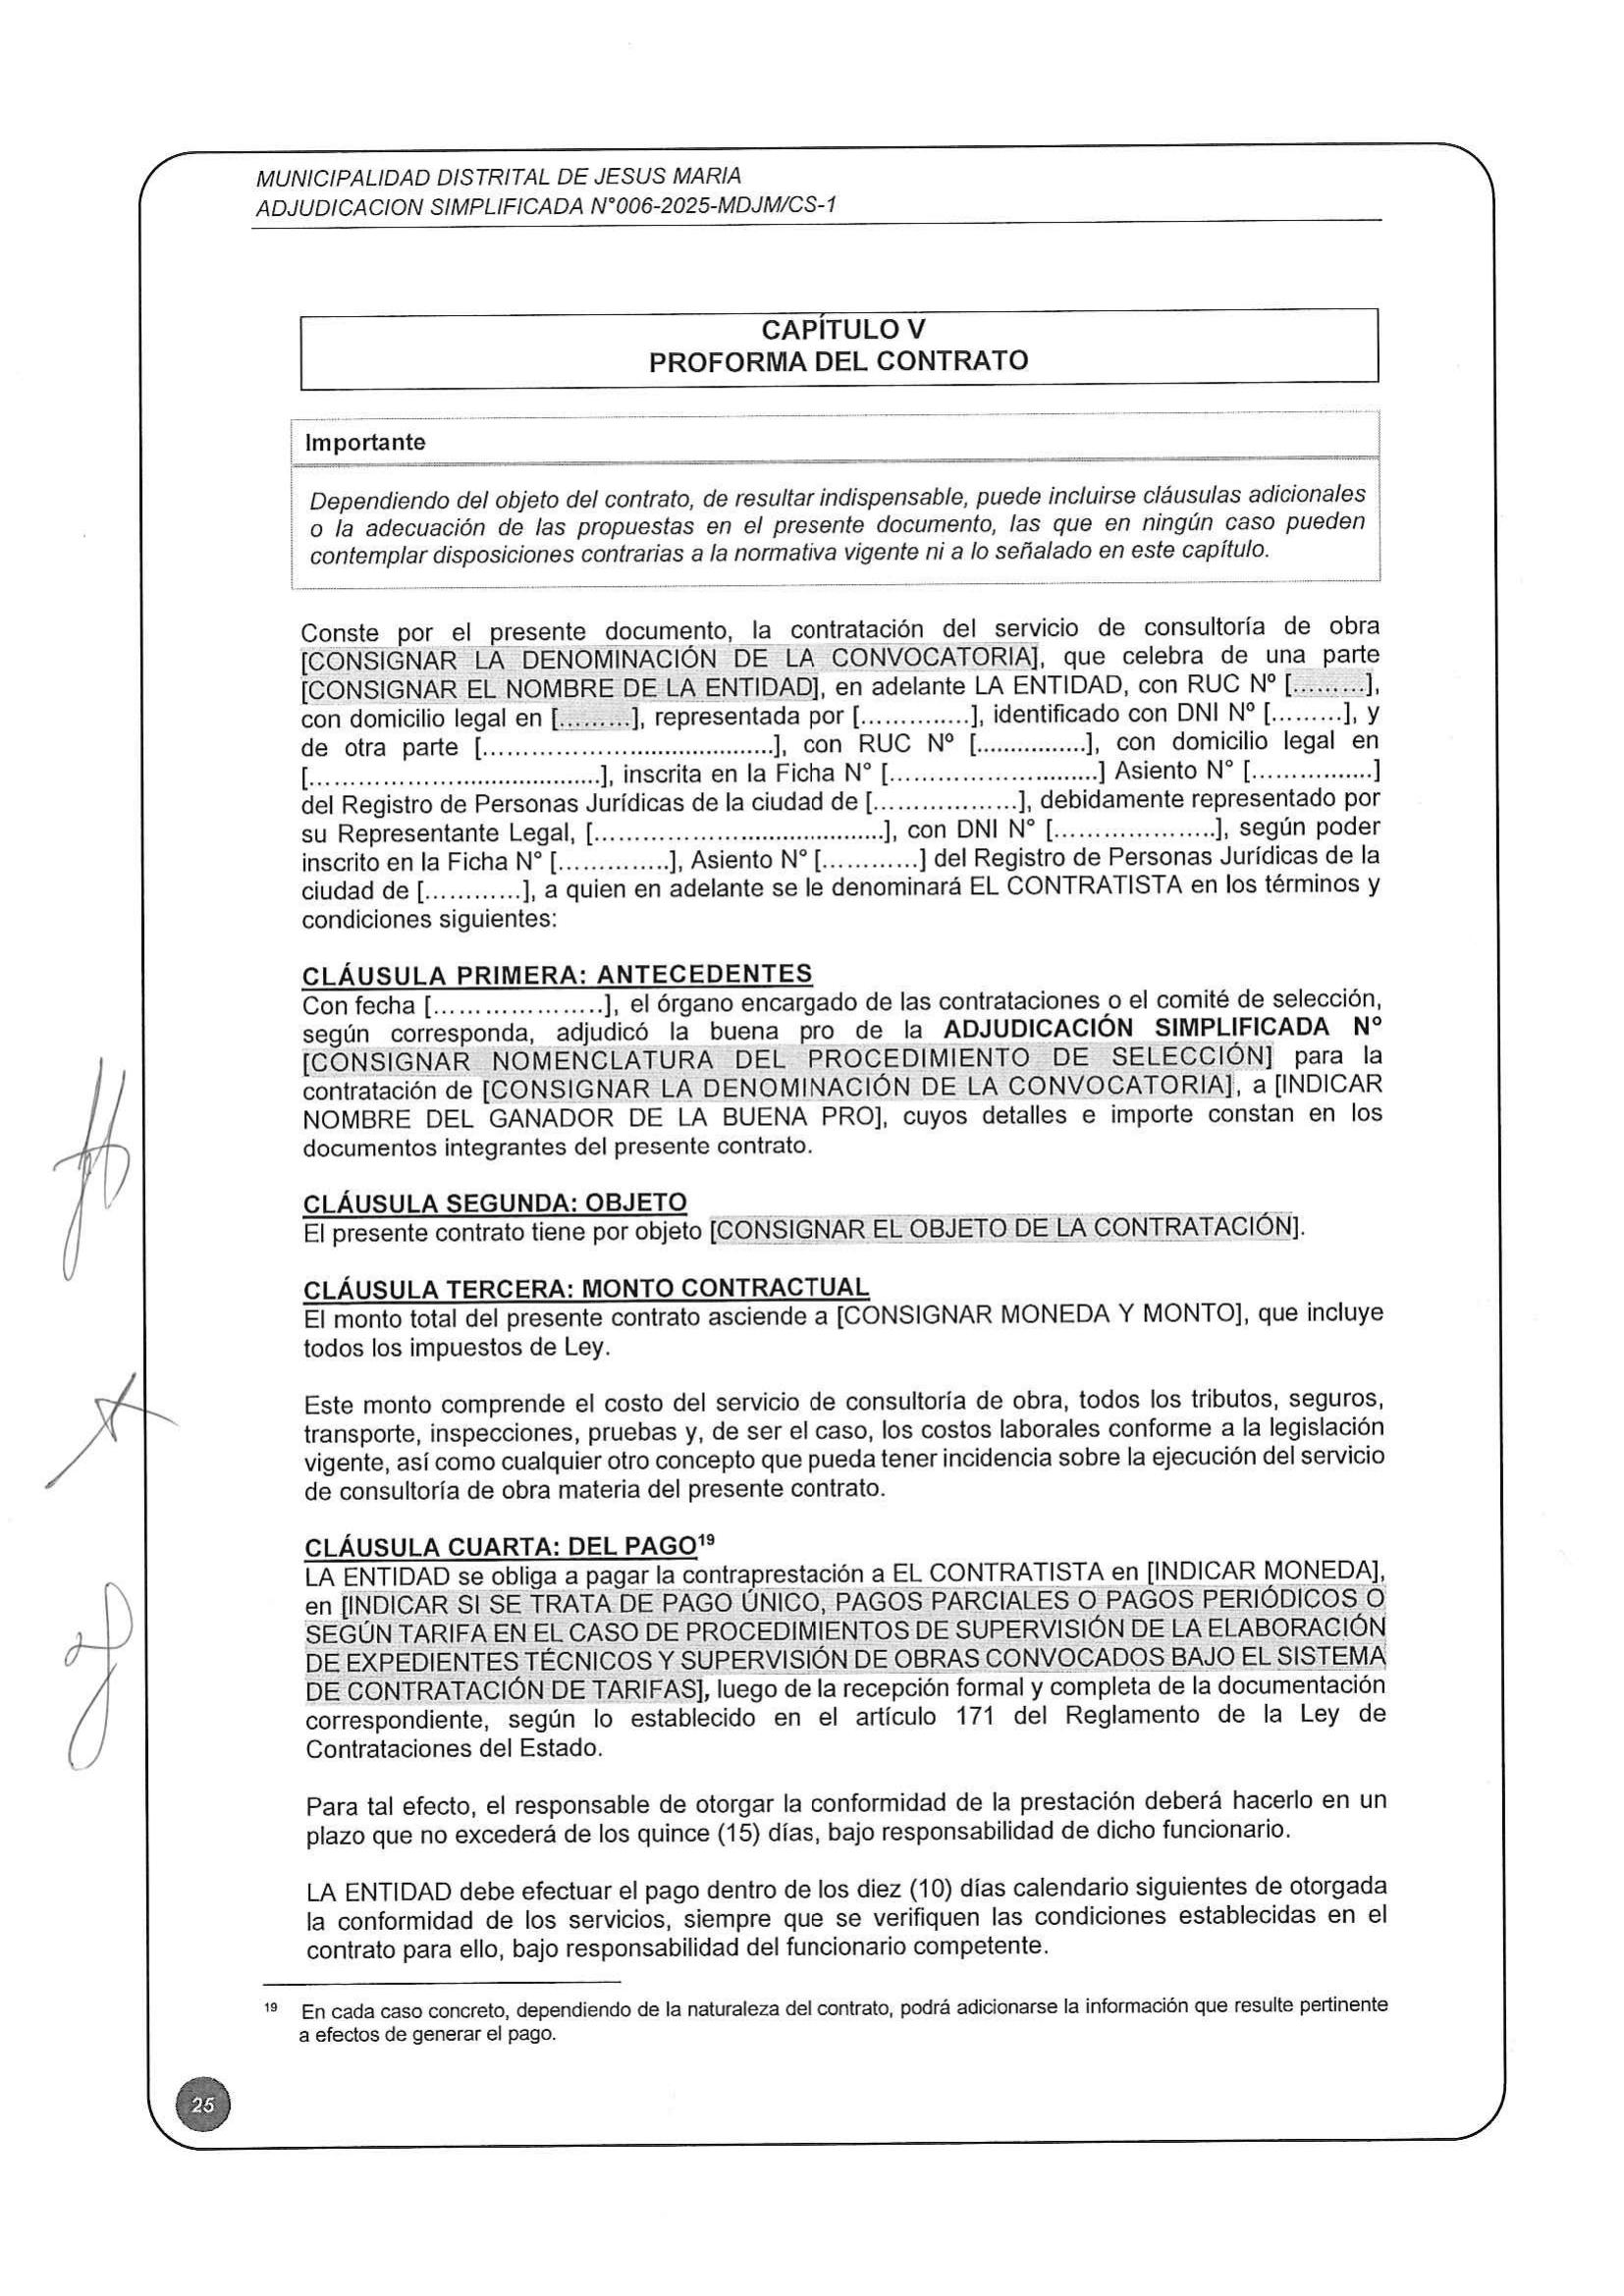 MUNICIPALIDAD DISTRITAL DE JESUS MARIA
ADJUDICACION SIMPLIFICADA N°006-2025-MDJM/CS-1
CAPÍTULO V
PROFORMA DEL CONTRATO
Importante
Dependiendo del objeto del contrato, de resultar indispensable, puede incluirse cláusulas adicionales
o la adecuación de las propuestas en el presente documento, las que en ningún caso pueden
contemplar disposiciones contrarias a la normativa vigente ni a lo señalado en este capítulo.
Conste por el presente documento, la contratación del servicio de consultoría de obra
[CONSIGNAR LA DENOMINACIÓN DE LA CONVOCATORIA], que celebra de una parte
[CONSIGNAR EL NOMBRE DE LA ENTIDAD], en adelante LA ENTIDAD, con RUC Nº [.........],
con domicilio legal en [.........], representada por [..............], identificado con DNI Nº [.........], y
de otra parte [....................................], con RUC Nº [...............], con domicilio legal en
[....................................], inscrita en la Ficha N° [..........................] Asiento N° [...............]
del Registro de Personas Jurídicas de la ciudad de [..................], debidamente representado por
su Representante Legal, [....................................], con DNI N° [....................], según poder
inscrito en la Ficha N° [..............], Asiento N° [............] del Registro de Personas Jurídicas de la
ciudad de [............], a quien en adelante se le denominará EL CONTRATISTA en los términos y
condiciones siguientes:
CLÁUSULA PRIMERA: ANTECEDENTES
Con fecha [.....................], el órgano encargado de las contrataciones o el comité de selección,
según corresponda, adjudicó la buena pro de la ADJUDICACIÓN SIMPLIFICADA Nº
[CONSIGNAR NOMENCLATURA DEL PROCEDIMIENTO DE SELECCIÓN] para la
contratación de [CONSIGNAR LA DENOMINACIÓN DE LA CONVOCATORIA], a [INDICAR
NOMBRE DEL GANADOR DE LA BUENA PRO], cuyos detalles e importe constan en los
documentos integrantes del presente contrato.
CLÁUSULA SEGUNDA: OBJETO
El presente contrato tiene por objeto [CONSIGNAR EL OBJETO DE LA CONTRATACIÓN].
CLÁUSULA TERCERA: MONTO CONTRACTUAL
El monto total del presente contrato asciende a [CONSIGNAR MONEDA Y MONTO], que incluye
todos los impuestos de Ley.
Este monto comprende el costo del servicio de consultoría de obra, todos los tributos, seguros,
transporte, inspecciones, pruebas y, de ser el caso, los costos laborales conforme a la legislación
vigente, así como cualquier otro concepto que pueda tener incidencia sobre la ejecución del servicio
de consultoría de obra materia del presente contrato.
CLÁUSULA CUARTA: DEL PAGO¹⁹
LA ENTIDAD se obliga a pagar la contraprestación a EL CONTRATISTA en [INDICAR MONEDA],
en [INDICAR SI SE TRATA DE PAGO ÚNICO, PAGOS PARCIALES O PAGOS PERIÓDICOS O
SEGÚN TARIFA EN EL CASO DE PROCEDIMIENTOS DE SUPERVISIÓN DE LA ELABORACIÓN
DE EXPEDIENTES TÉCNICOS Y SUPERVISIÓN DE OBRAS CONVOCADOS BAJO EL SISTEMA
DE CONTRATACIÓN DE TARIFAS], luego de la recepción formal y completa de la documentación
correspondiente, según lo establecido en el artículo 171 del Reglamento de la Ley de
Contrataciones del Estado.
Para tal efecto, el responsable de otorgar la conformidad de la prestación deberá hacerlo en un
plazo que no excederá de los quince (15) días, bajo responsabilidad de dicho funcionario.
LA ENTIDAD debe efectuar el pago dentro de los diez (10) días calendario siguientes de otorgada
la conformidad de los servicios, siempre que se verifiquen las condiciones establecidas en el
contrato para ello, bajo responsabilidad del funcionario competente.
¹⁹ En cada caso concreto, dependiendo de la naturaleza del contrato, podrá adicionarse la información que resulte pertinente
a efectos de generar el pago.
25